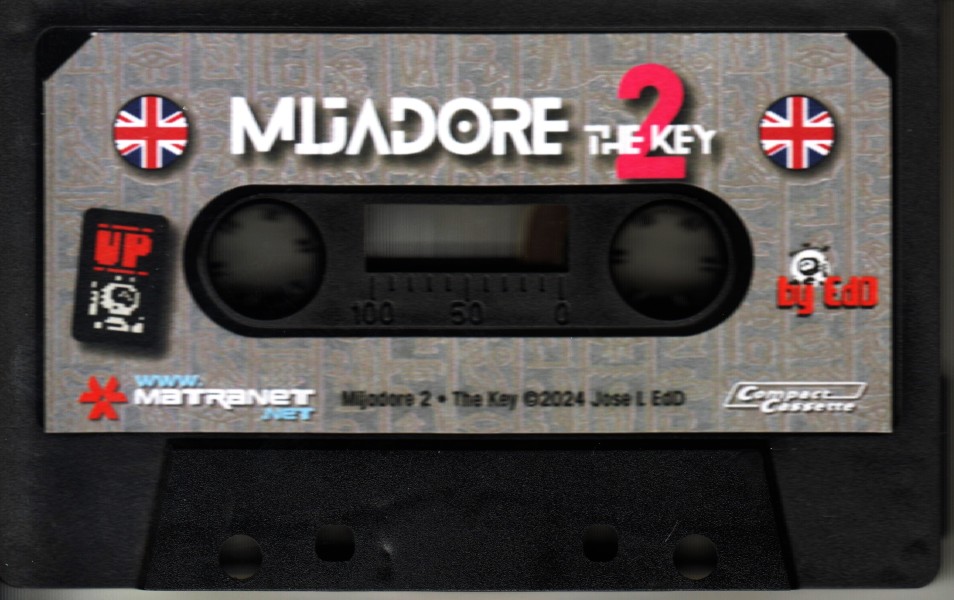 MIJADORE 2
THE KEY
UP
100 50 0
by EdD
www.
MATRANET
.NET
Mijadore 2 • The Key ©2024 Jose L EdD
Compact
Cassette